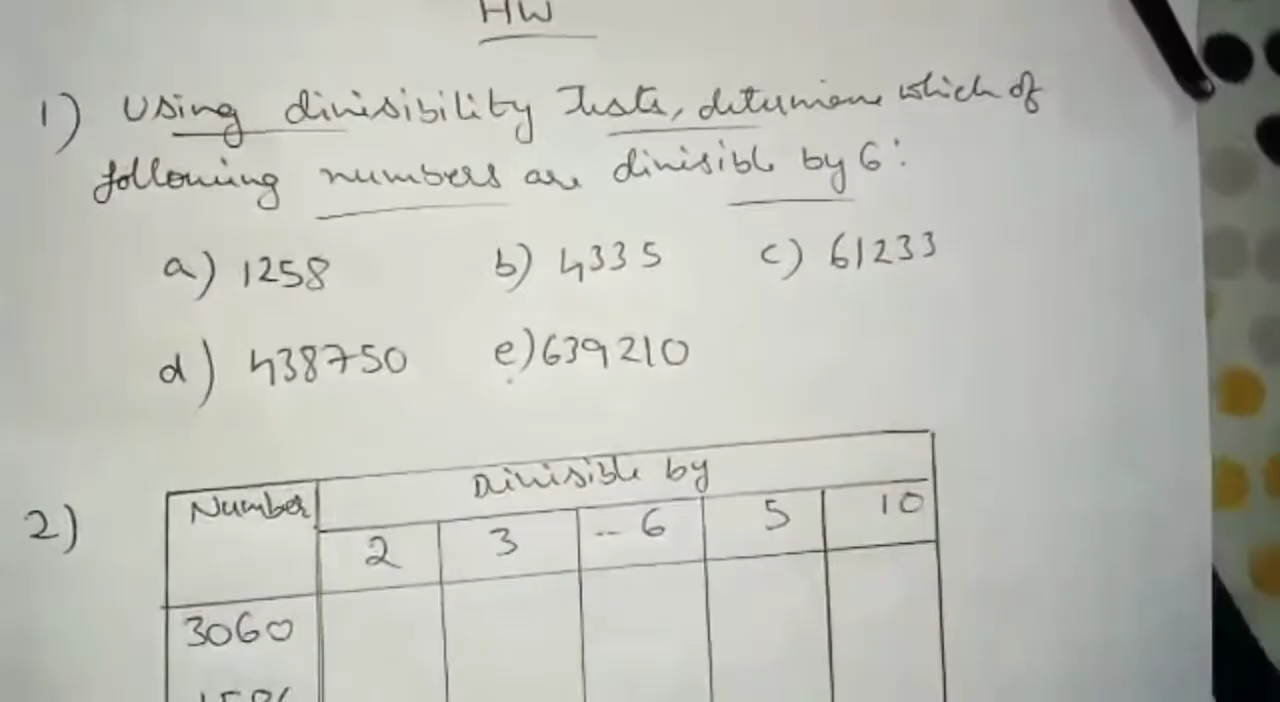 HW
1) Using divisibility Tests, determine which of
following numbers are divisible by 6:
a) 1258 b) 4335 c) 61233
d) 438750 e) 639210
2) Number Divisible by
2 3 6 5 10
3060